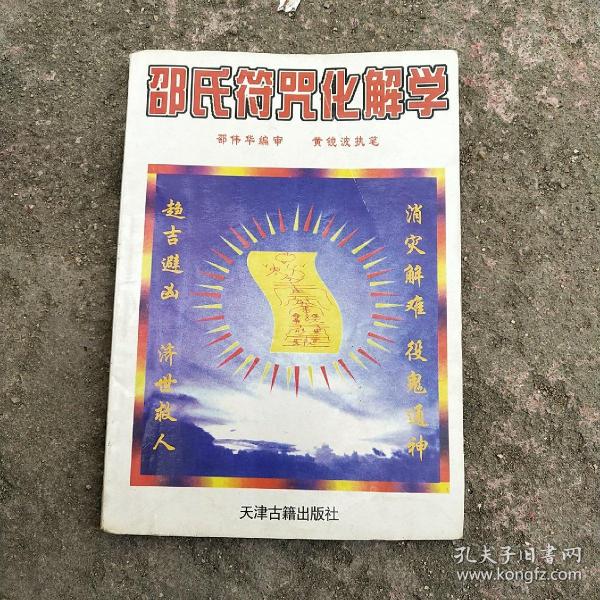 邵氏符咒化解学
邵伟华编审 黄镜波执笔
趋吉避凶 济世救人
消灾解难 役鬼通神
天津古籍出版社
孔夫子旧书网
www.kongfz.com